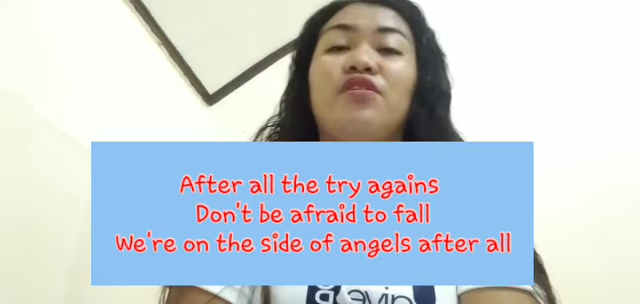 After all the try agains
Don't be afraid to fall
We're on the side of angels after all